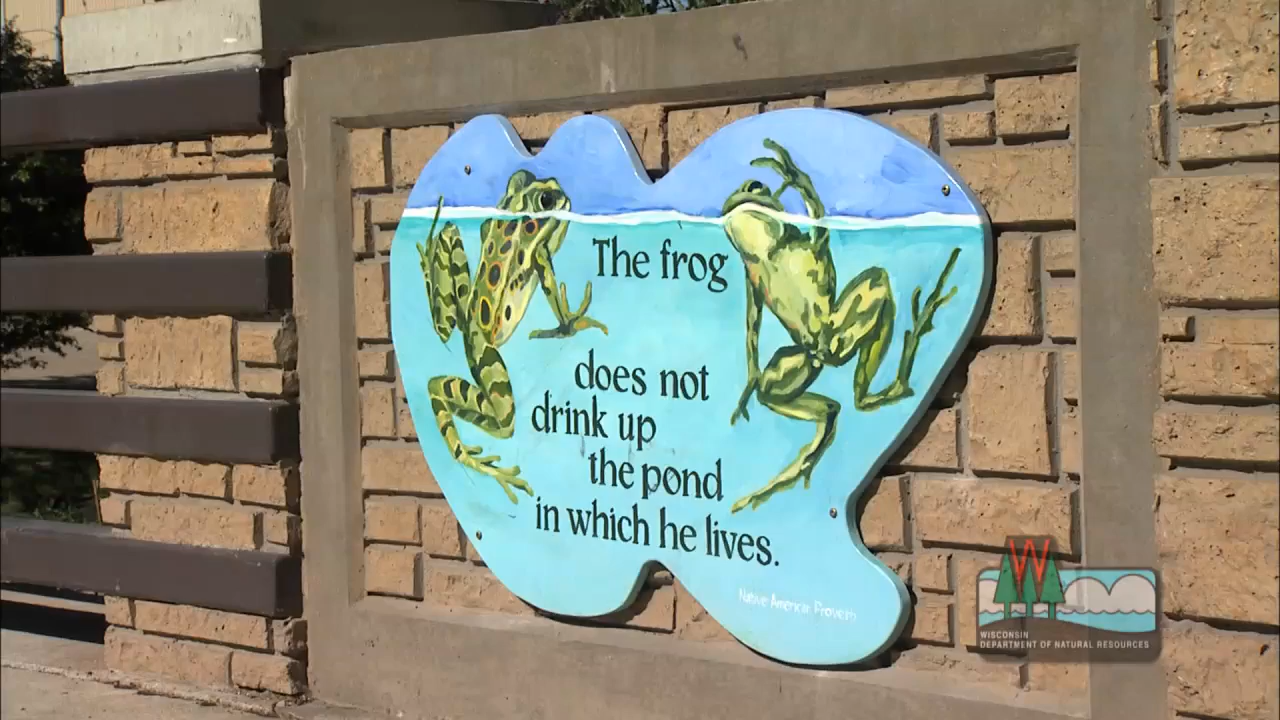 The frog
does not
drink up
the pond
in which he lives.
Native American Proverb
W
WISCONSIN
DEPARTMENT OF NATURAL RESOURCES